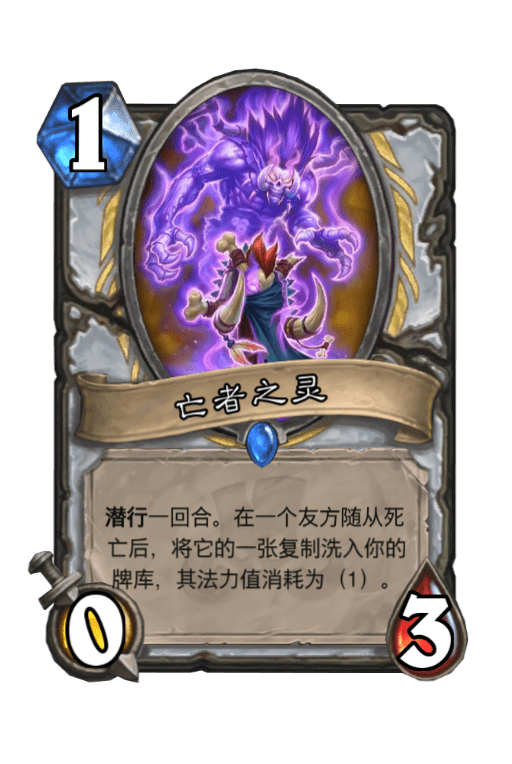 1
亡者之灵
潜行一回合。在一个友方随从死
亡后，将它的一张复制洗入你的
牌库，其法力值消耗为（1）。
0
3